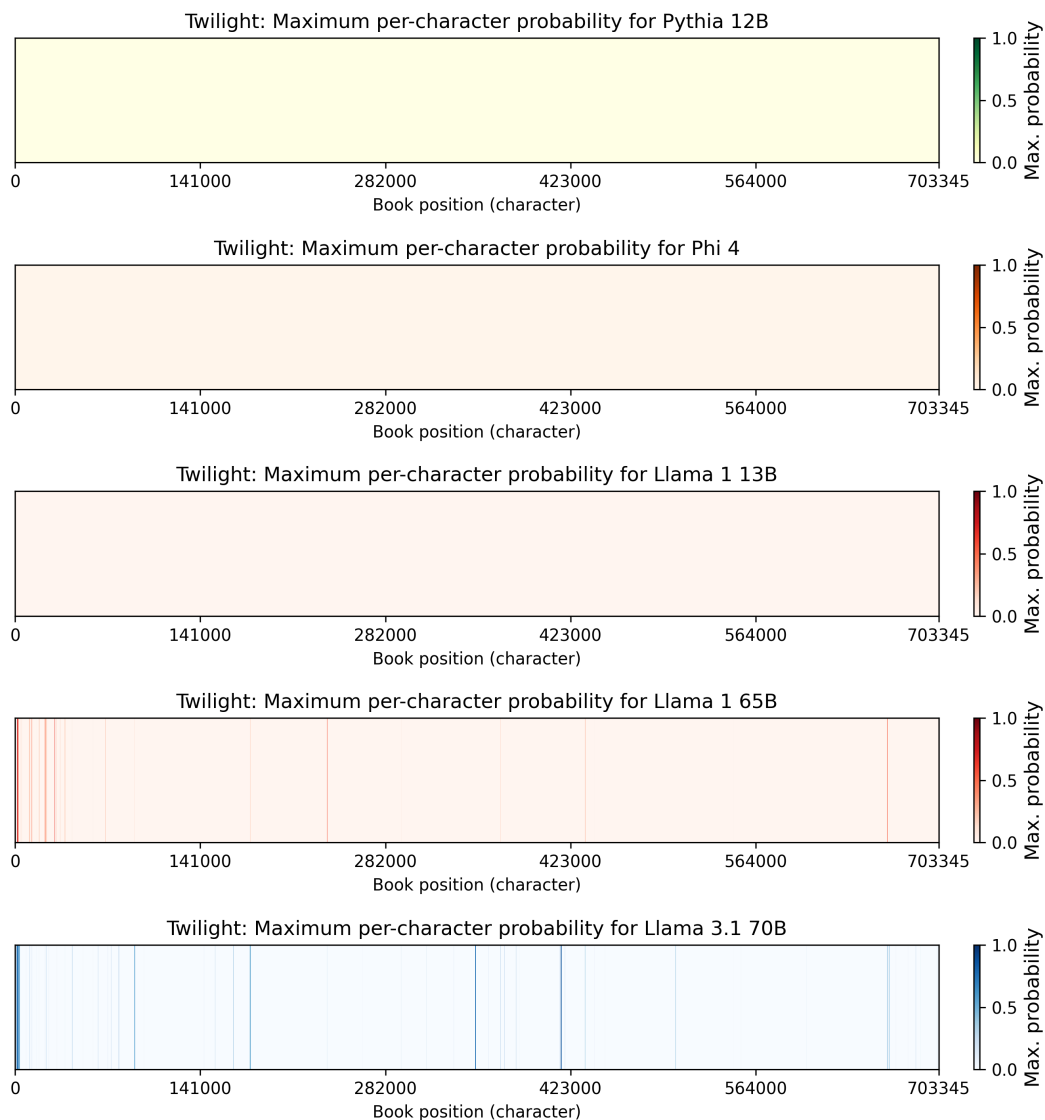 Twilight: Maximum per-character probability for Pythia 12B
1.0
0.5
0.0
Max. probability
0 141000 282000 423000 564000 703345
Book position (character)
Twilight: Maximum per-character probability for Phi 4
1.0
0.5
0.0
Max. probability
0 141000 282000 423000 564000 703345
Book position (character)
Twilight: Maximum per-character probability for Llama 1 13B
1.0
0.5
0.0
Max. probability
0 141000 282000 423000 564000 703345
Book position (character)
Twilight: Maximum per-character probability for Llama 1 65B
1.0
0.5
0.0
Max. probability
0 141000 282000 423000 564000 703345
Book position (character)
Twilight: Maximum per-character probability for Llama 3.1 70B
1.0
0.5
0.0
Max. probability
0 141000 282000 423000 564000 703345
Book position (character)